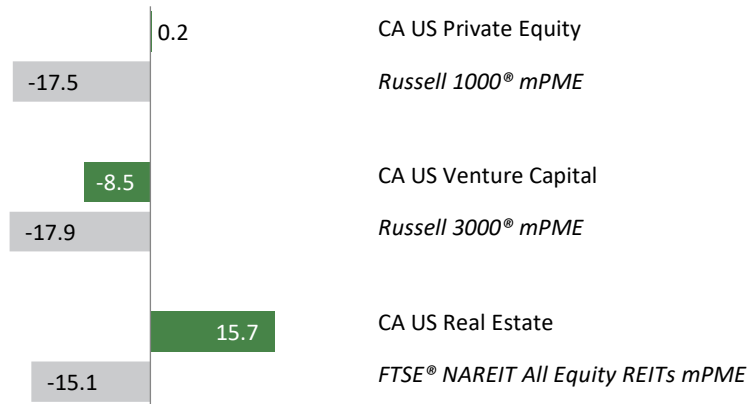 0.2 CA US Private Equity
-17.5 Russell 1000® mPME
-8.5 CA US Venture Capital
-17.9 Russell 3000® mPME
15.7 CA US Real Estate
-15.1 FTSE® NAREIT All Equity REITs mPME